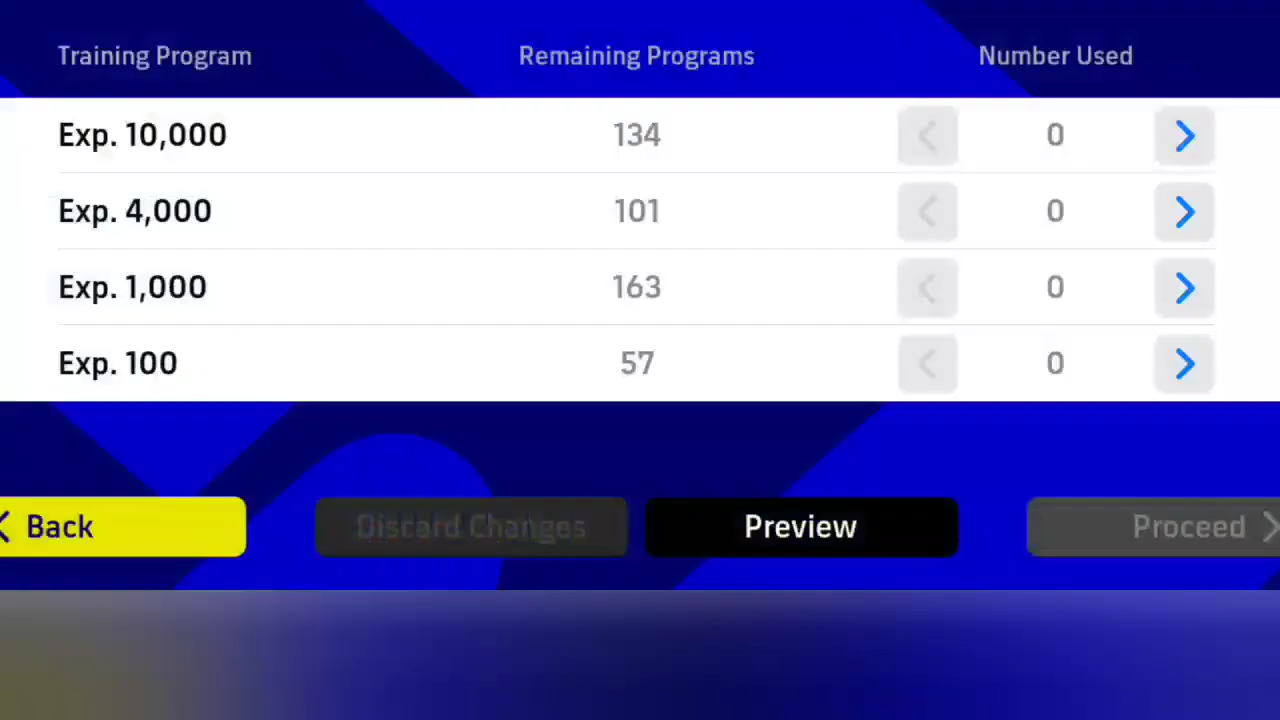 Training Program Remaining Programs Number Used
Exp. 10,000 134 0
Exp. 4,000 101 0
Exp. 1,000 163 0
Exp. 100 57 0
Back Discard Changes Preview Proceed